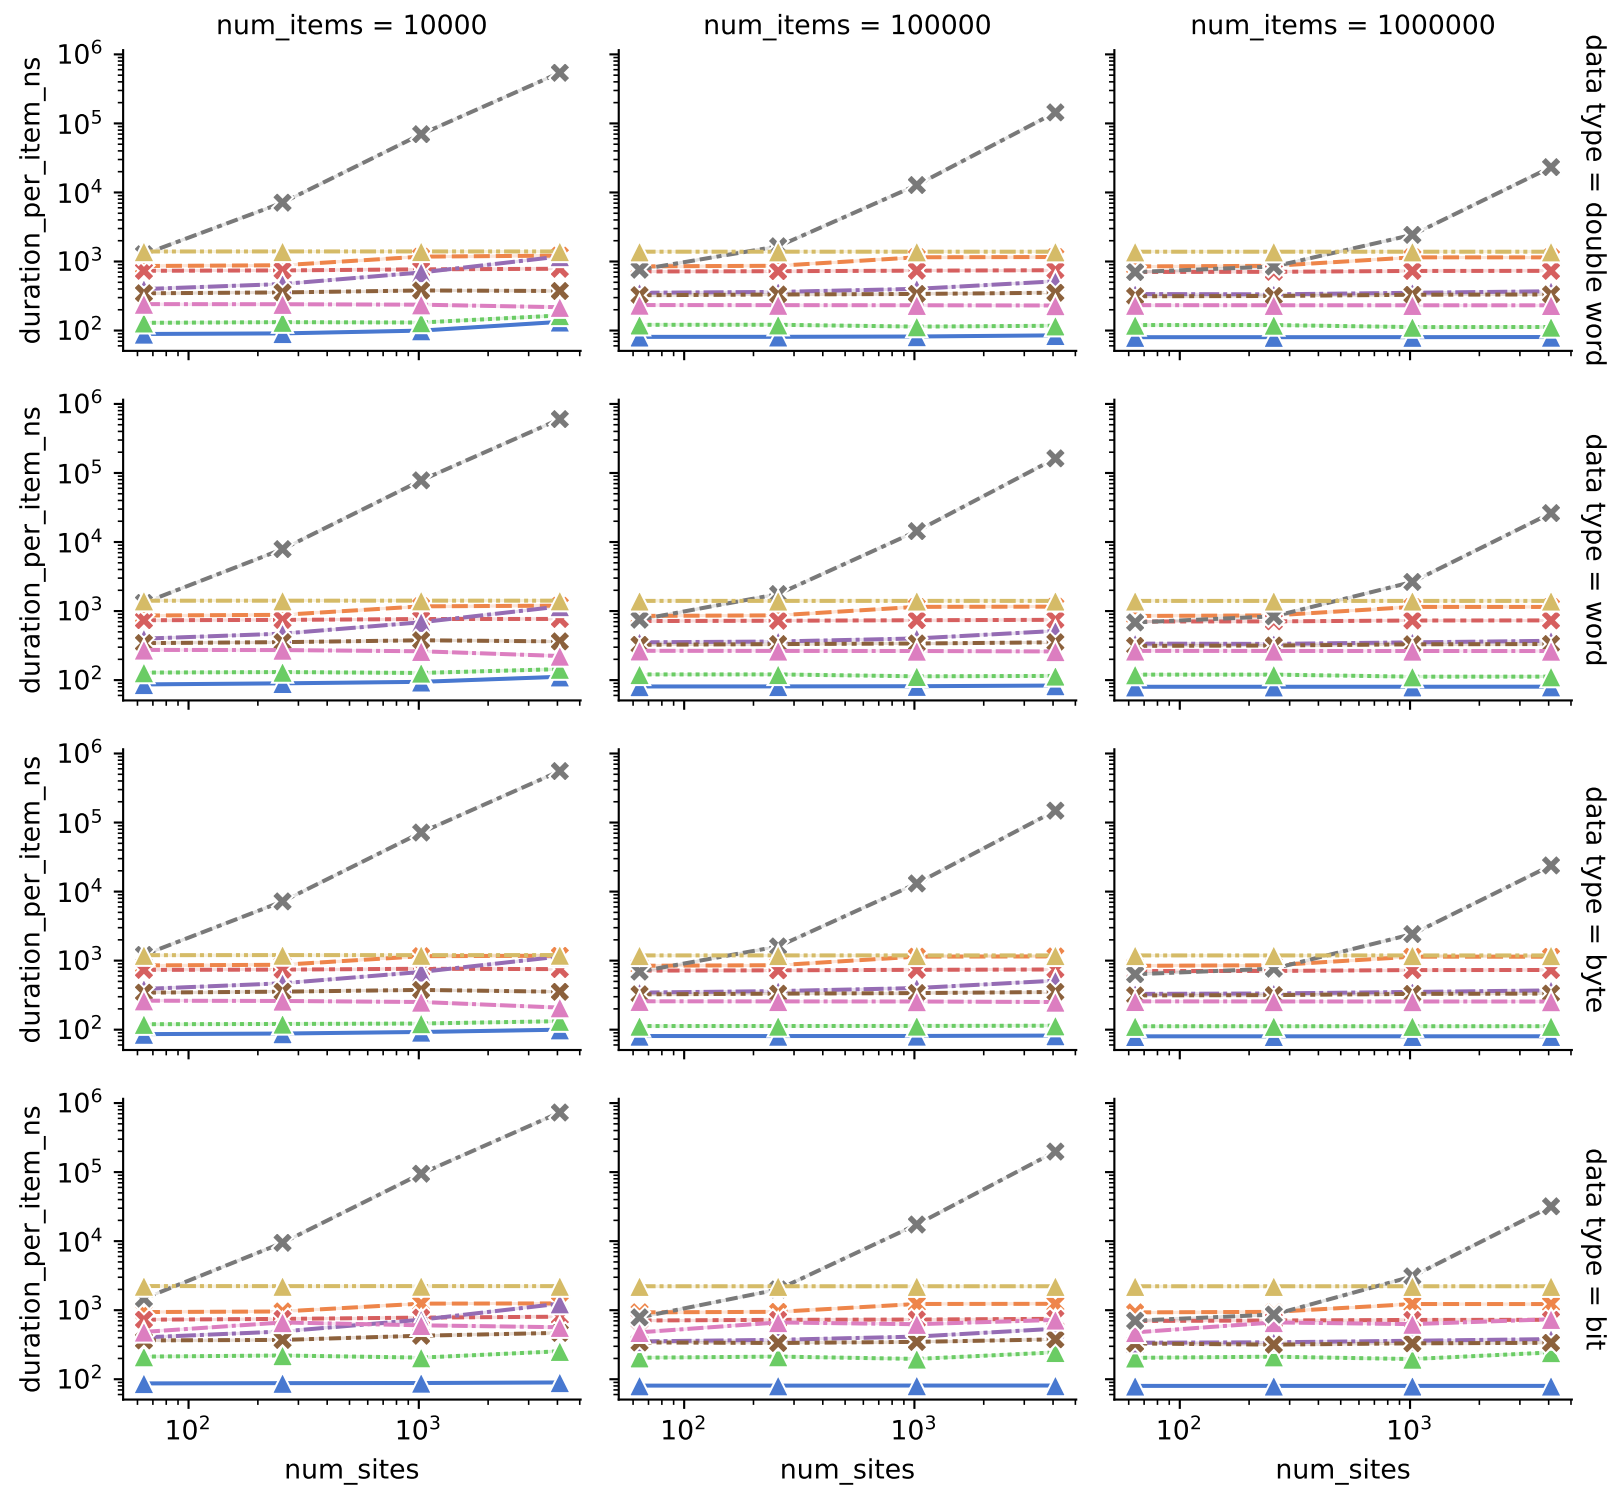 num_items = 10000
num_items = 100000
num_items = 1000000
duration_per_item_ns
10⁶
10⁵
10⁴
10³
10²
data type = double word
duration_per_item_ns
10⁶
10⁵
10⁴
10³
10²
data type = word
duration_per_item_ns
10⁶
10⁵
10⁴
10³
10²
data type = byte
duration_per_item_ns
10⁶
10⁵
10⁴
10³
10²
data type = bit
10² 10³
10² 10³
10² 10³
num_sites
num_sites
num_sites